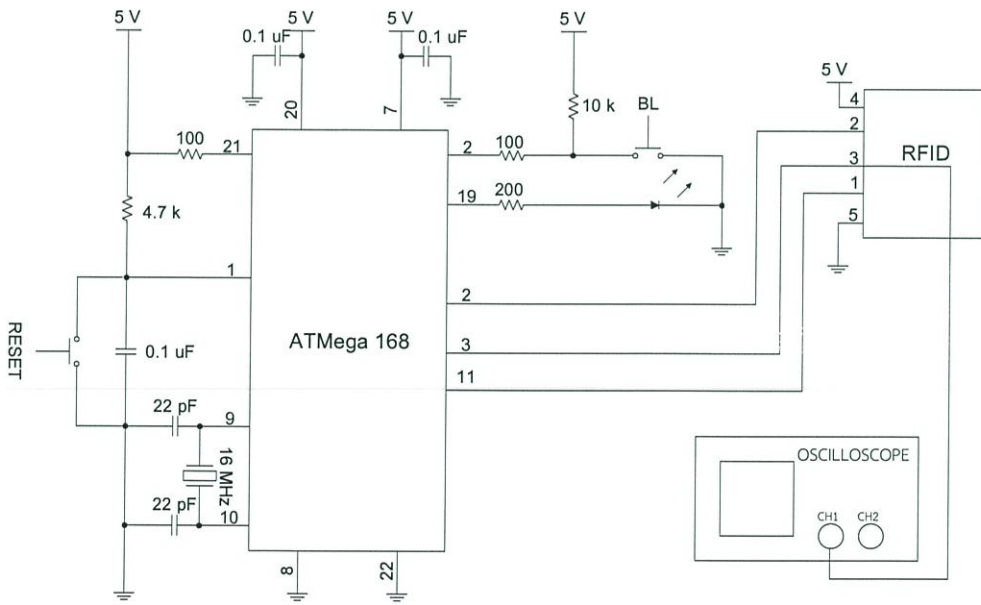 5 V
5 V
5 V
5 V
0.1 uF
0.1 uF
20
7
10 k
BL
5 V
4
2
RFID
3
1
5
100
21
2
100
19
200
4.7 k
1
2
ATMega 168
3
11
RESET
0.1 uF
22 pF
9
16 MHz
22 pF
10
8
22
OSCILLOSCOPE
CH1
CH2